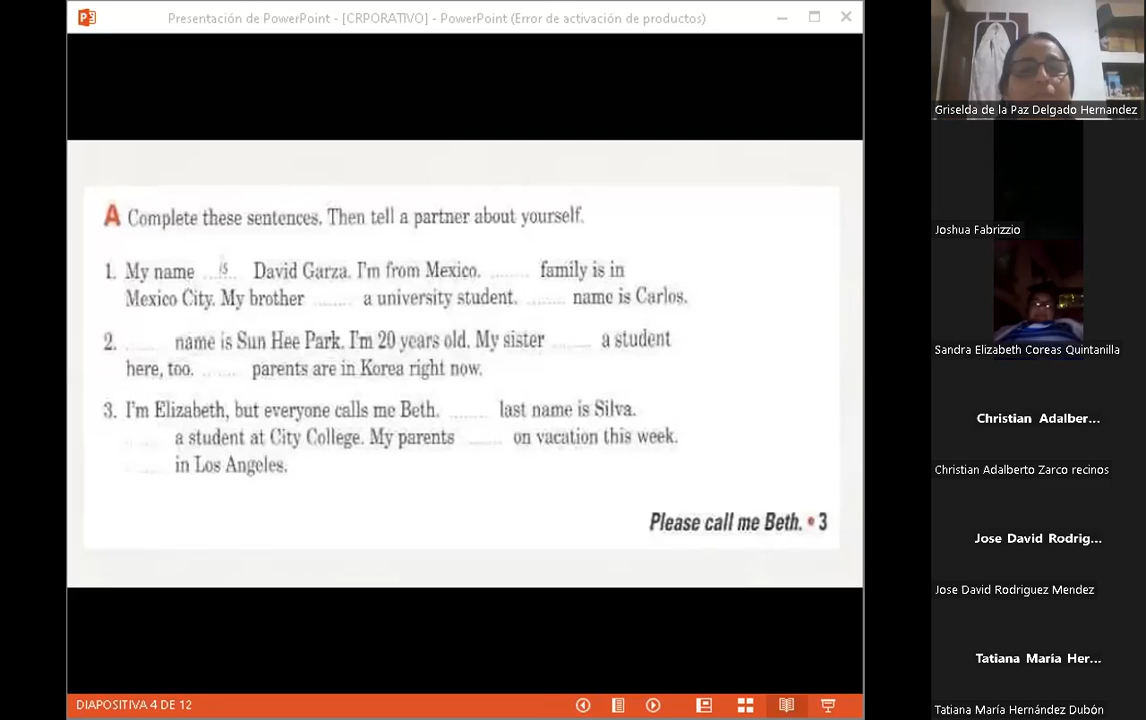 Presentación de PowerPoint - [CRPORATIVO] - PowerPoint (Error de activación de productos)
A Complete these sentences. Then tell a partner about yourself.
1. My name ...is... David Garza. I'm from Mexico. ........ family is in
Mexico City. My brother ........ a university student. ........ name is Carlos.
2. ........ name is Sun Hee Park. I'm 20 years old. My sister ........ a student
here, too. ........ parents are in Korea right now.
3. I'm Elizabeth, but everyone calls me Beth. ........ last name is Silva.
........ a student at City College. My parents ........ on vacation this week.
........ in Los Angeles.
Please call me Beth. • 3
DIAPOSITIVA 4 DE 12
Griselda de la Paz Delgado Hernandez
Joshua Fabrizzio
Sandra Elizabeth Coreas Quintanilla
Christian Adalber...
Christian Adalberto Zarco recinos
Jose David Rodrig...
Jose David Rodriguez Mendez
Tatiana María Her...
Tatiana María Hernández Dubón